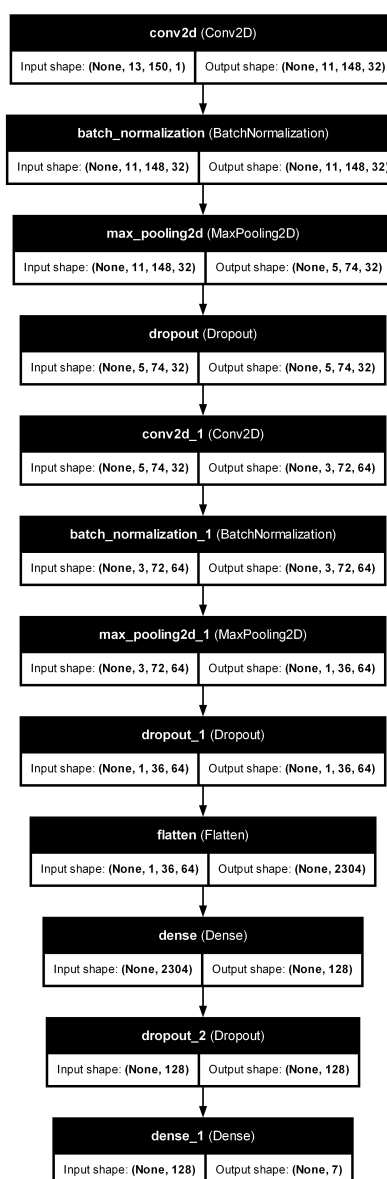 conv2d (Conv2D)
Input shape: (None, 13, 150, 1) Output shape: (None, 11, 148, 32)
batch_normalization (BatchNormalization)
Input shape: (None, 11, 148, 32) Output shape: (None, 11, 148, 32)
max_pooling2d (MaxPooling2D)
Input shape: (None, 11, 148, 32) Output shape: (None, 5, 74, 32)
dropout (Dropout)
Input shape: (None, 5, 74, 32) Output shape: (None, 5, 74, 32)
conv2d_1 (Conv2D)
Input shape: (None, 5, 74, 32) Output shape: (None, 3, 72, 64)
batch_normalization_1 (BatchNormalization)
Input shape: (None, 3, 72, 64) Output shape: (None, 3, 72, 64)
max_pooling2d_1 (MaxPooling2D)
Input shape: (None, 3, 72, 64) Output shape: (None, 1, 36, 64)
dropout_1 (Dropout)
Input shape: (None, 1, 36, 64) Output shape: (None, 1, 36, 64)
flatten (Flatten)
Input shape: (None, 1, 36, 64) Output shape: (None, 2304)
dense (Dense)
Input shape: (None, 2304) Output shape: (None, 128)
dropout_2 (Dropout)
Input shape: (None, 128) Output shape: (None, 128)
dense_1 (Dense)
Input shape: (None, 128) Output shape: (None, 7)